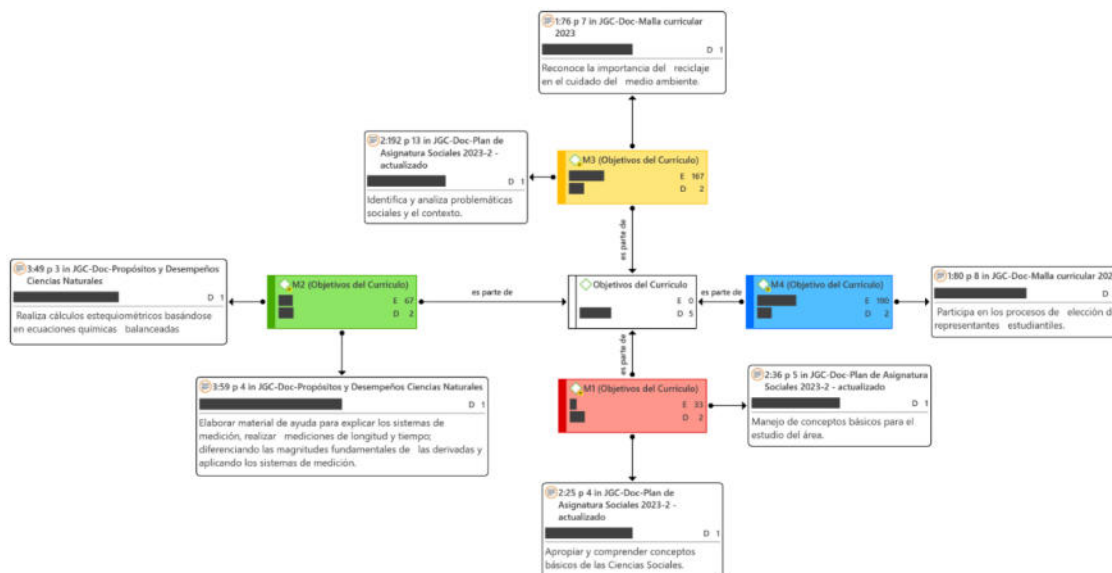 1:76 p 7 in JGC-Doc-Malla curricular
2023
D 1
Reconoce la importancia del reciclaje
en el cuidado del medio ambiente.
2:192 p 13 in JGC-Doc-Plan de
Asignatura Sociales 2023-2 -
actualizado
D 1
Identifica y analiza problemáticas
sociales y el contexto.
M3 (Objetivos del Currículo)
E 167
D 2
es parte de
3:49 p 3 in JGC-Doc-Propósitos y Desempeños
Ciencias Naturales
D 1
Realiza cálculos estequiométricos basándose
en ecuaciones químicas balanceadas
M2 (Objetivos del Currículo)
E 67
D 2
es parte de
Objetivos del Currículo
E 0
D 5
es parte de
M4 (Objetivos del Currículo)
E 190
D 2
1:80 p 8 in JGC-Doc-Malla curricular 202
D
Participa en los procesos de elección d
representantes estudiantiles.
es parte de
3:59 p 4 in JGC-Doc-Propósitos y Desempeños Ciencias Naturales
D 1
Elaborar material de ayuda para explicar los sistemas de
medición, realizar mediciones de longitud y tiempo;
diferenciando las magnitudes fundamentales de las derivadas y
aplicando los sistemas de medición.
M1 (Objetivos del Currículo)
E 33
D 2
2:36 p 5 in JGC-Doc-Plan de Asignatura
Sociales 2023-2 - actualizado
D 1
Manejo de conceptos básicos para el
estudio del área.
2:25 p 4 in JGC-Doc-Plan de
Asignatura Sociales 2023-2 -
actualizado
D 1
Apropiar y comprender conceptos
básicos de las Ciencias Sociales.